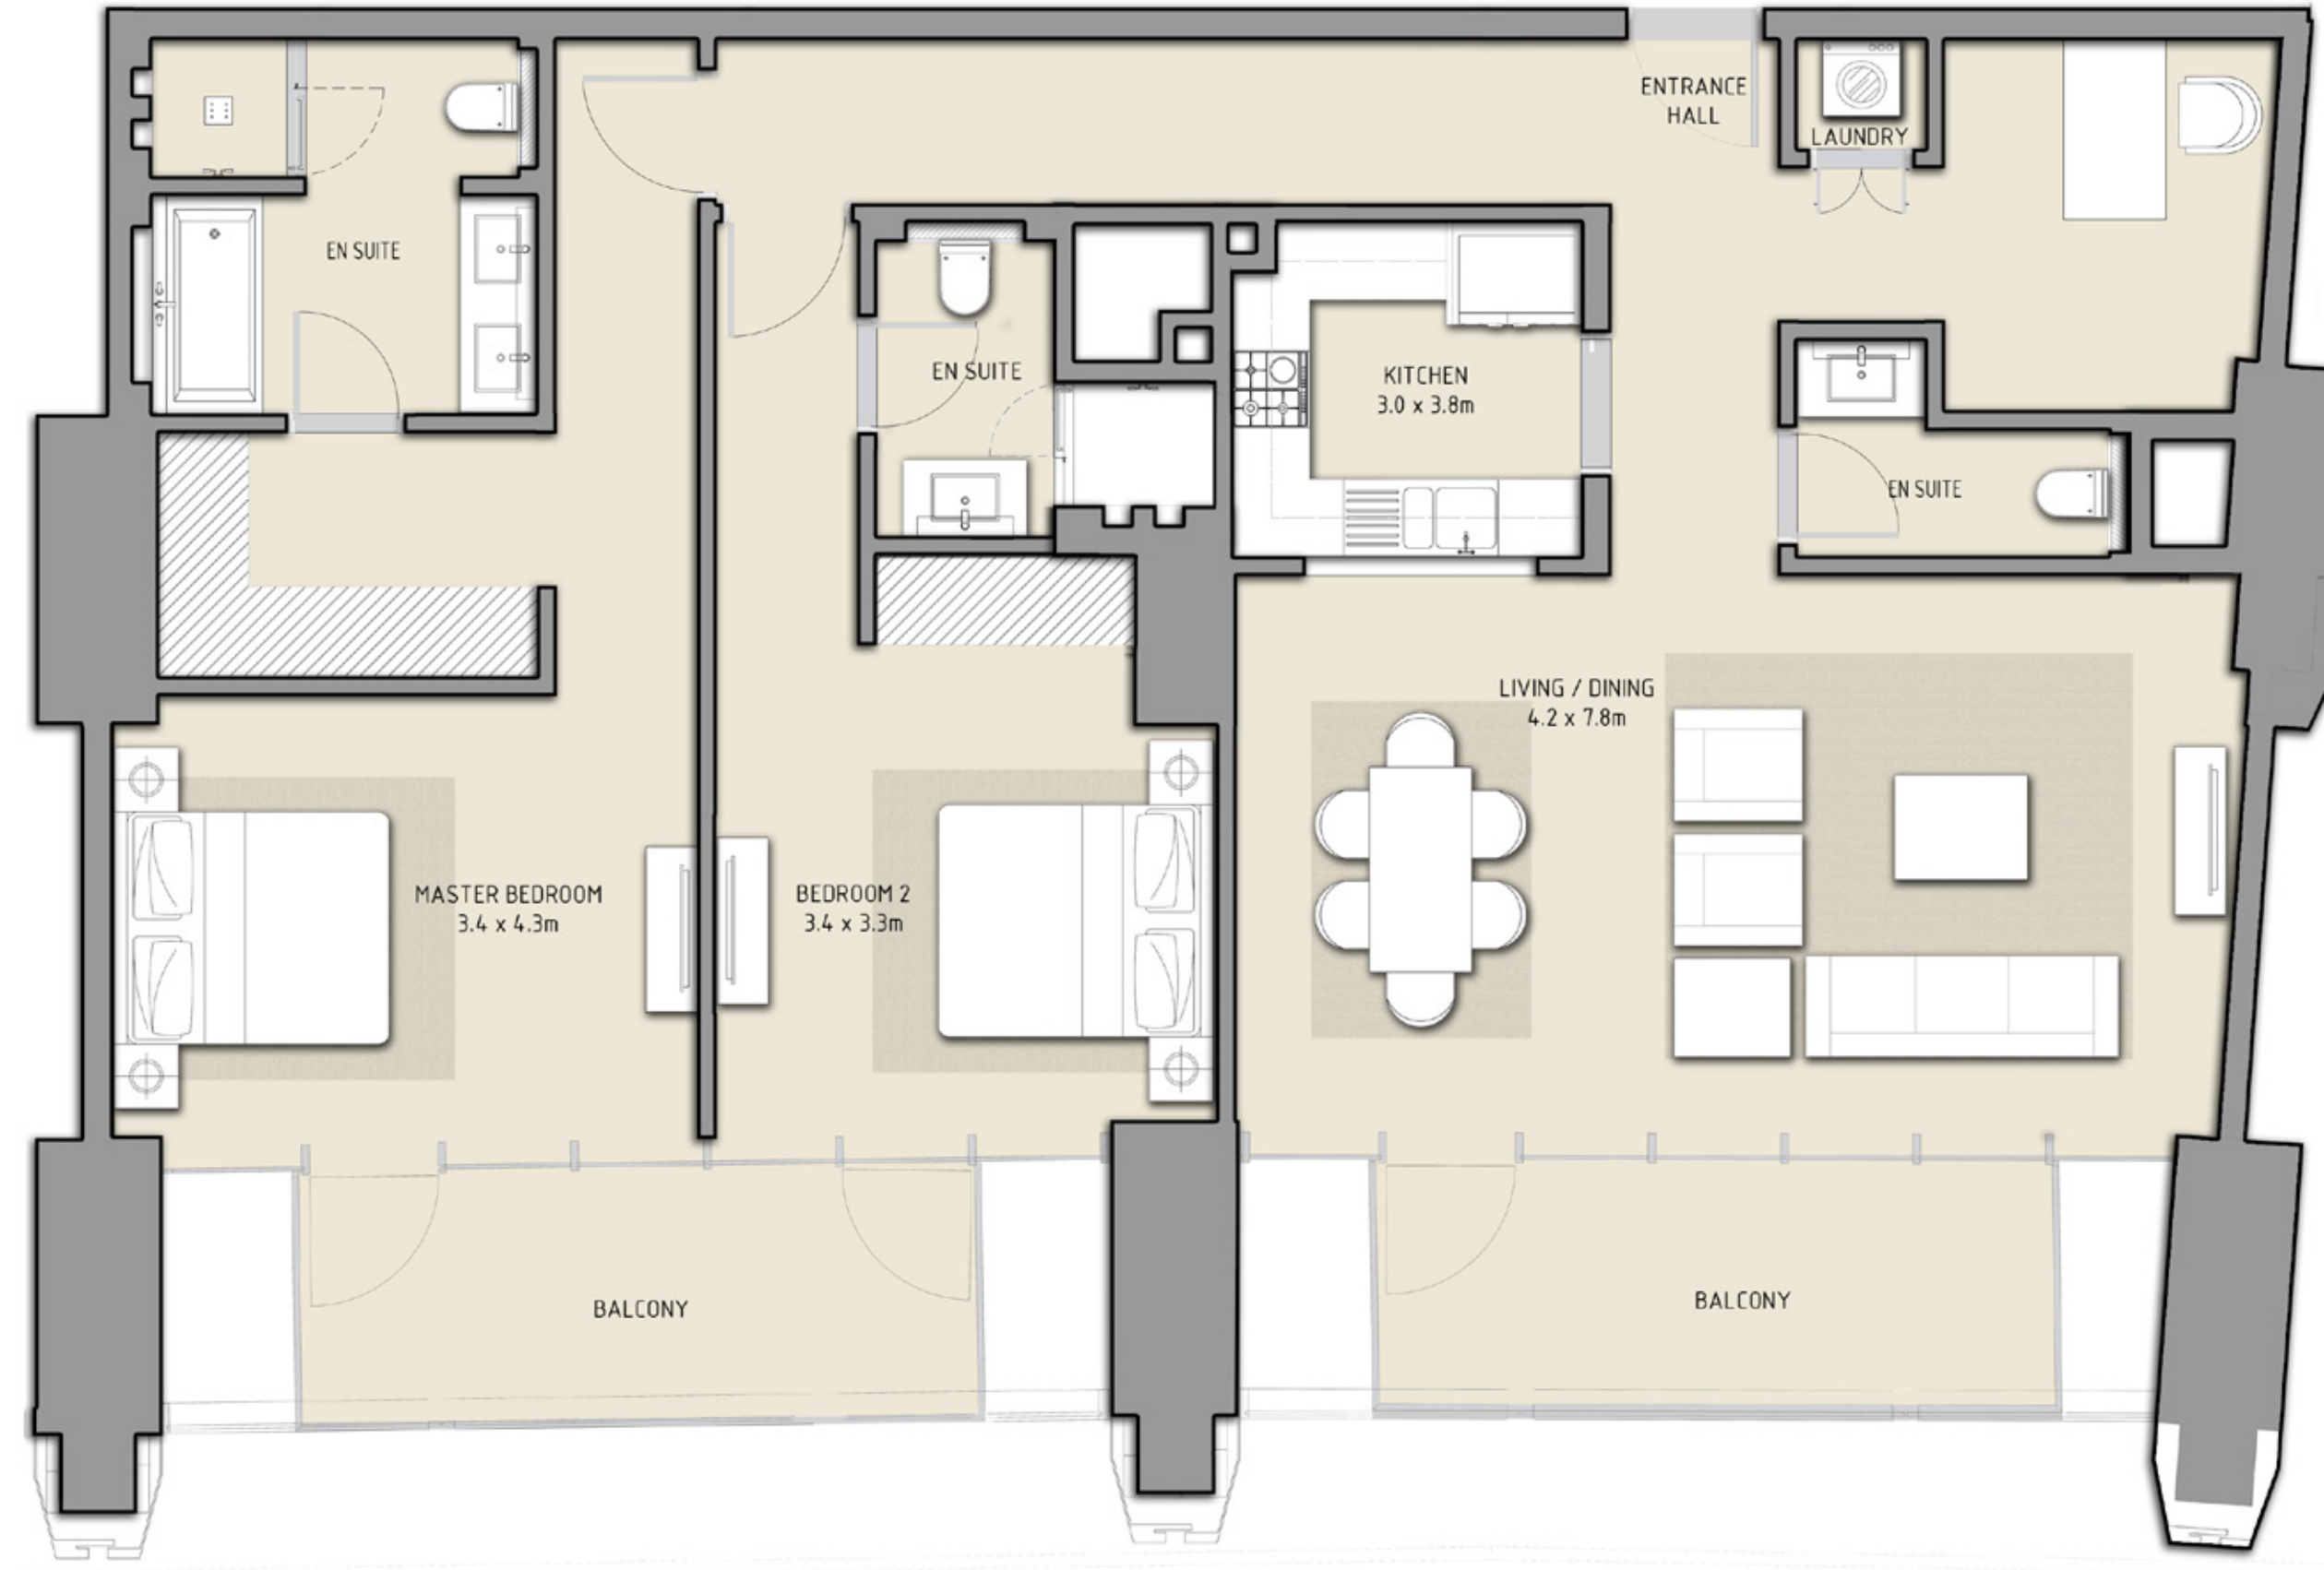 ENTRANCE
HALL
LAUNDRY
EN SUITE
EN SUITE
KITCHEN
3.0 x 3.8m
EN SUITE
LIVING / DINING
4.2 x 7.8m
MASTER BEDROOM
3.4 x 4.3m
BEDROOM 2
3.4 x 3.3m
BALCONY
BALCONY